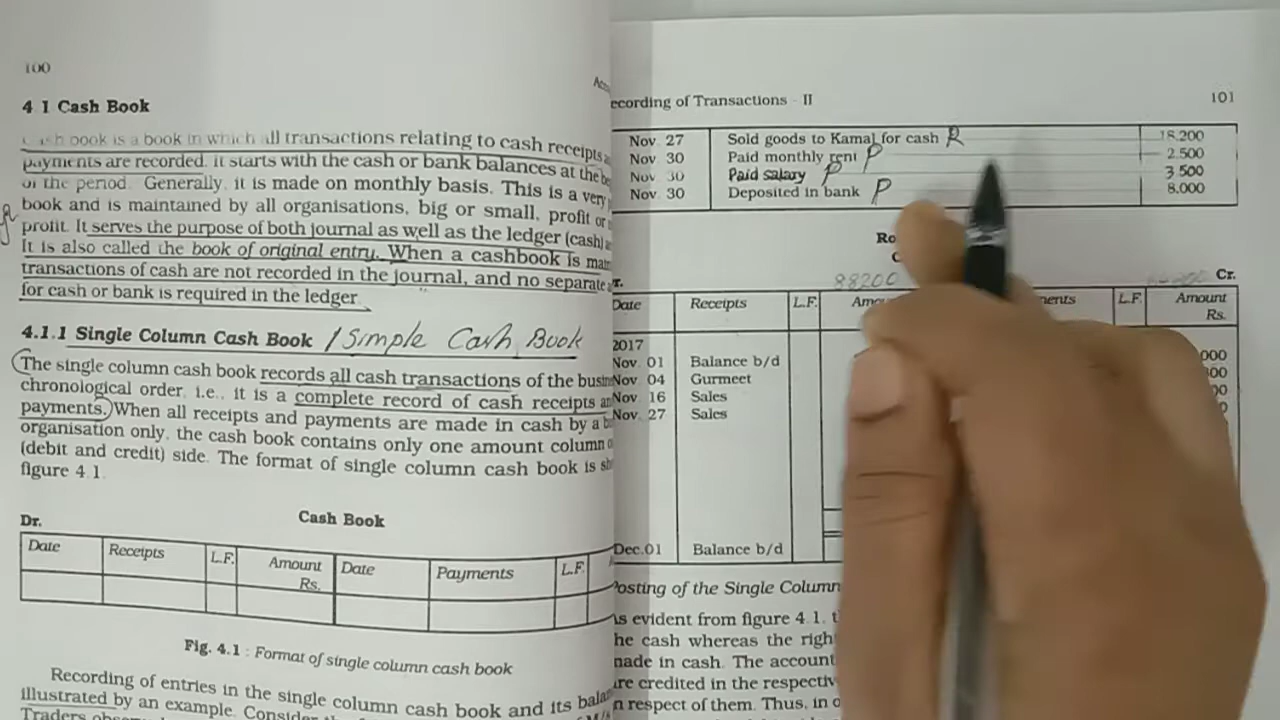 100
4 1 Cash Book
book is a book in which all transactions relating to cash receipts
payments are recorded. it starts with the cash or bank balances at the
of the period. Generally, it is made on monthly basis. This is a very
book and is maintained by all organisations, big or small, profit or
profit. It serves the purpose of both journal as well as the ledger (cash)
It is also called the book of original entry. When a cashbook is
transactions of cash are not recorded in the journal, and no separate
for cash or bank is required in the ledger
4.1.1 Single Column Cash Book / Simple Cash Book
The single column cash book records all cash transactions of the
chronological order, i.e., it is a complete record of cash receipts
payments. When all receipts and payments are made in cash by a
organisation only, the cash book contains only one amount column
(debit and credit) side. The format of single column cash book is
figure 4.1
Cash Book
Dr.
Date Receipts L.F. Amount Rs. Date Payments L.F.
Fig. 4.1 : Format of single column cash book
Recording of entries in the single column cash book and its
illustrated by an example. Consider the
Traders
ecording of Transactions - II 101
Nov. 27 Sold goods to Kamal for cash R 18,200
Nov. 30 Paid monthly rent P 2,500
Nov. 30 Paid salary P 3,500
Nov. 30 Deposited in bank P 8,000
Ro
88200 Cr.
Date Receipts L.F. L.F. Amount
Rs.
2017
Nov. 01 Balance b/d 000
Nov. 04 Gurmeet
Nov. 16 Sales
Nov. 27 Sales
Dec.01 Balance b/d
Posting of the Single Column
As evident from figure 4.1,
the cash whereas the right
made in cash. The account
are credited in the
in respect of them. Thus, in